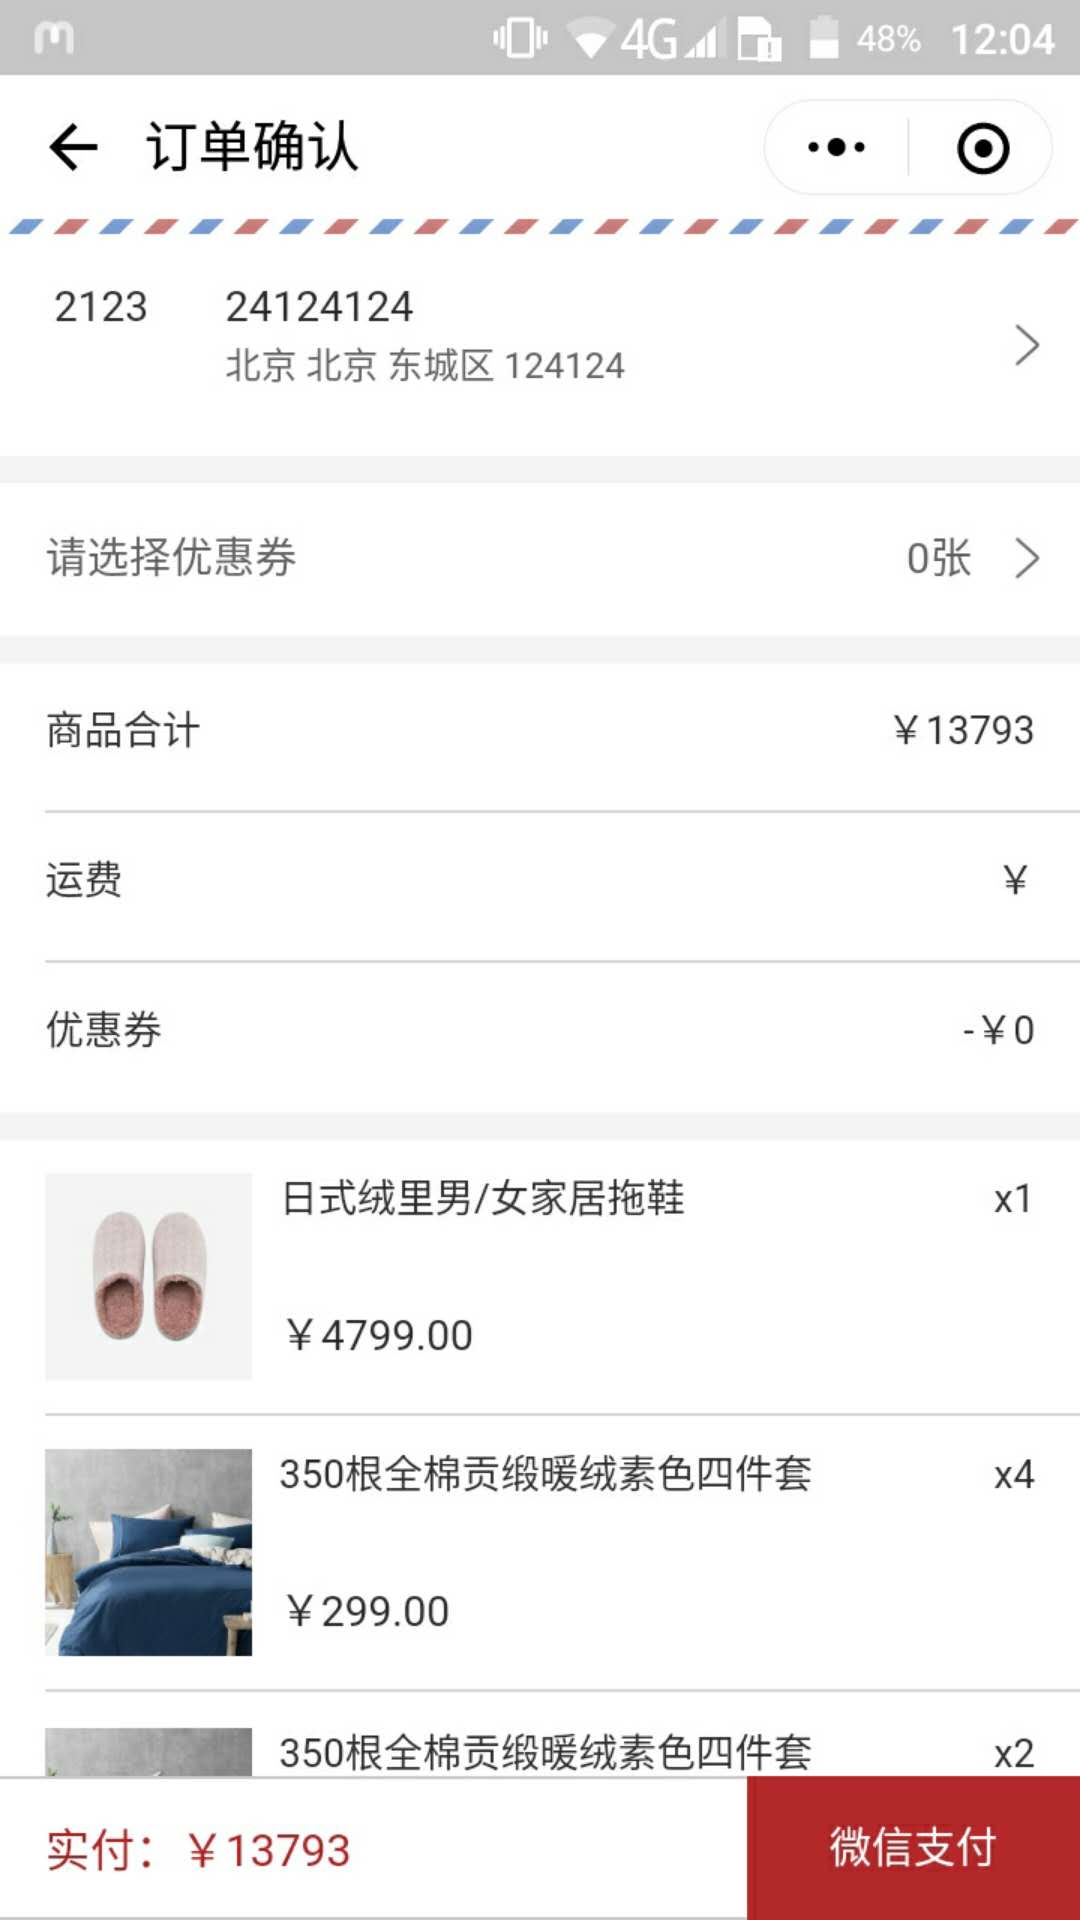 4G 48% 12:04
订单确认
2123 24124124
北京 北京 东城区 124124
请选择优惠券 0张
商品合计 ￥13793
运费 ￥
优惠券 -￥0
日式绒里男/女家居拖鞋 x1
￥4799.00
350根全棉贡缎暖绒素色四件套 x4
￥299.00
350根全棉贡缎暖绒素色四件套 x2
实付：￥13793 微信支付